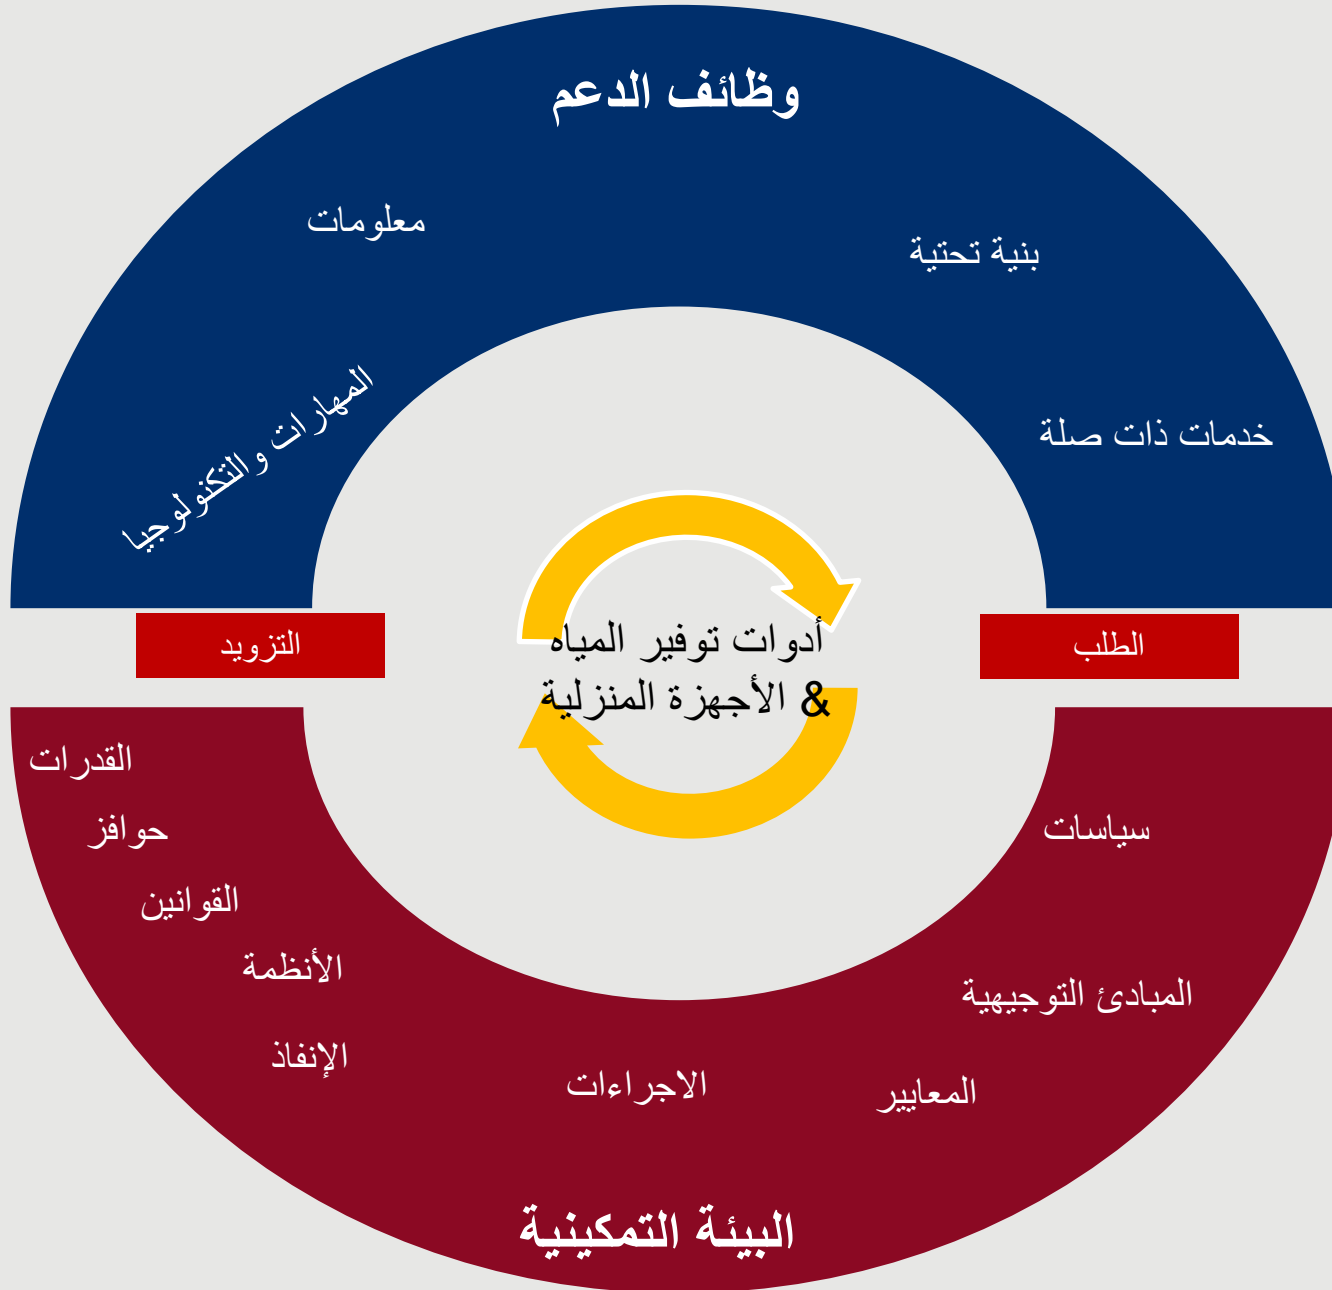 وظائف الدعم
معلومات
بنية تحتية
المهارات والتكنولوجيا
خدمات ذات صلة
الطلب
التزويد
أدوات توفير المياه
& الأجهزة المنزلية
القدرات
حوافز
القوانين
الأنظمة
الإنفاذ
سياسات
المبادئ التوجيهية
المعايير
الاجراءات
البيئة التمكينية